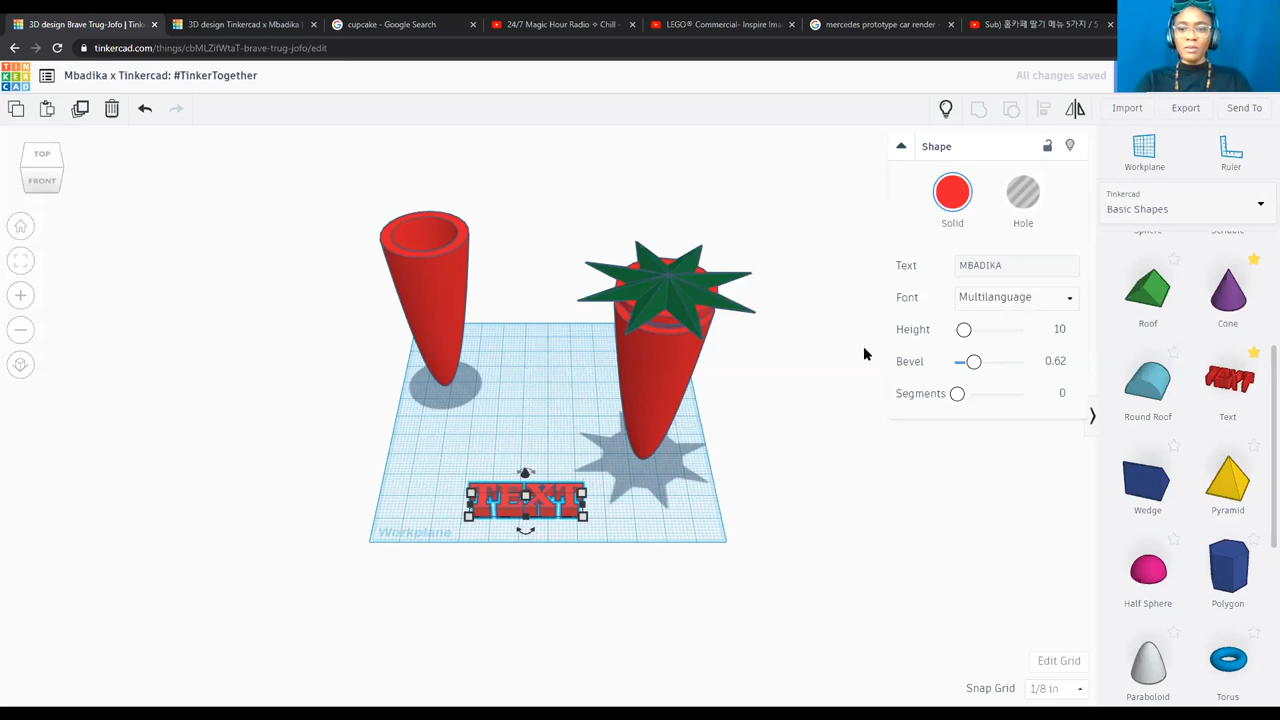 3D design Brave Trug-Jofo | Tink
3D design Tinkercad x Mbadika |
cupcake - Google Search
24/7 Magic Hour Radio ✧ Chill -
LEGO® Commercial- Inspire Ima
mercedes prototype car render -
Sub) 홈카페 딸기 메뉴 5가지 / 5
tinkercad.com/things/cbMLZifWtaT-brave-trug-jofo/edit
TIN
KER
CAD
Mbadika x Tinkercad: #TinkerTogether
All changes saved
Import
Export
Send To
TOP
FRONT
Shape
Workplane
Ruler
Solid
Hole
Tinkercad
Basic Shapes
Sphere
Scribble
Text
MBADIKA
Font
Multilanguage
Height
10
Bevel
0.62
Segments
0
Roof
Cone
TEXT
Round Roof
Text
Wedge
Pyramid
Half Sphere
Polygon
Paraboloid
Torus
TEXT
Workplane
Edit Grid
Snap Grid
1/8 in